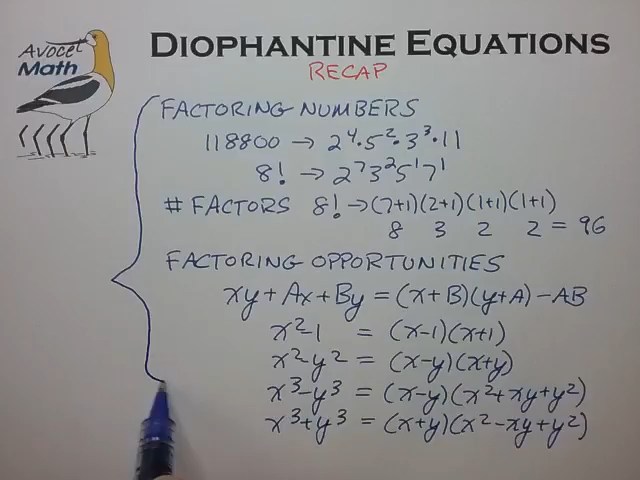 Avocet
Math
DIOPHANTINE EQUATIONS
RECAP
FACTORING NUMBERS
118800 → 2⁴·5²·3³·11
8! → 2⁷3²5¹7¹
# FACTORS 8! → (7+1)(2+1)(1+1)(1+1)
8 3 2 2 = 96
FACTORING OPPORTUNITIES
xy + Ax + By = (x+B)(y+A) – AB
x²-1 = (x-1)(x+1)
x²-y² = (x-y)(x+y)
x³-y³ = (x-y)(x²+xy+y²)
x³+y³ = (x+y)(x²-xy+y²)